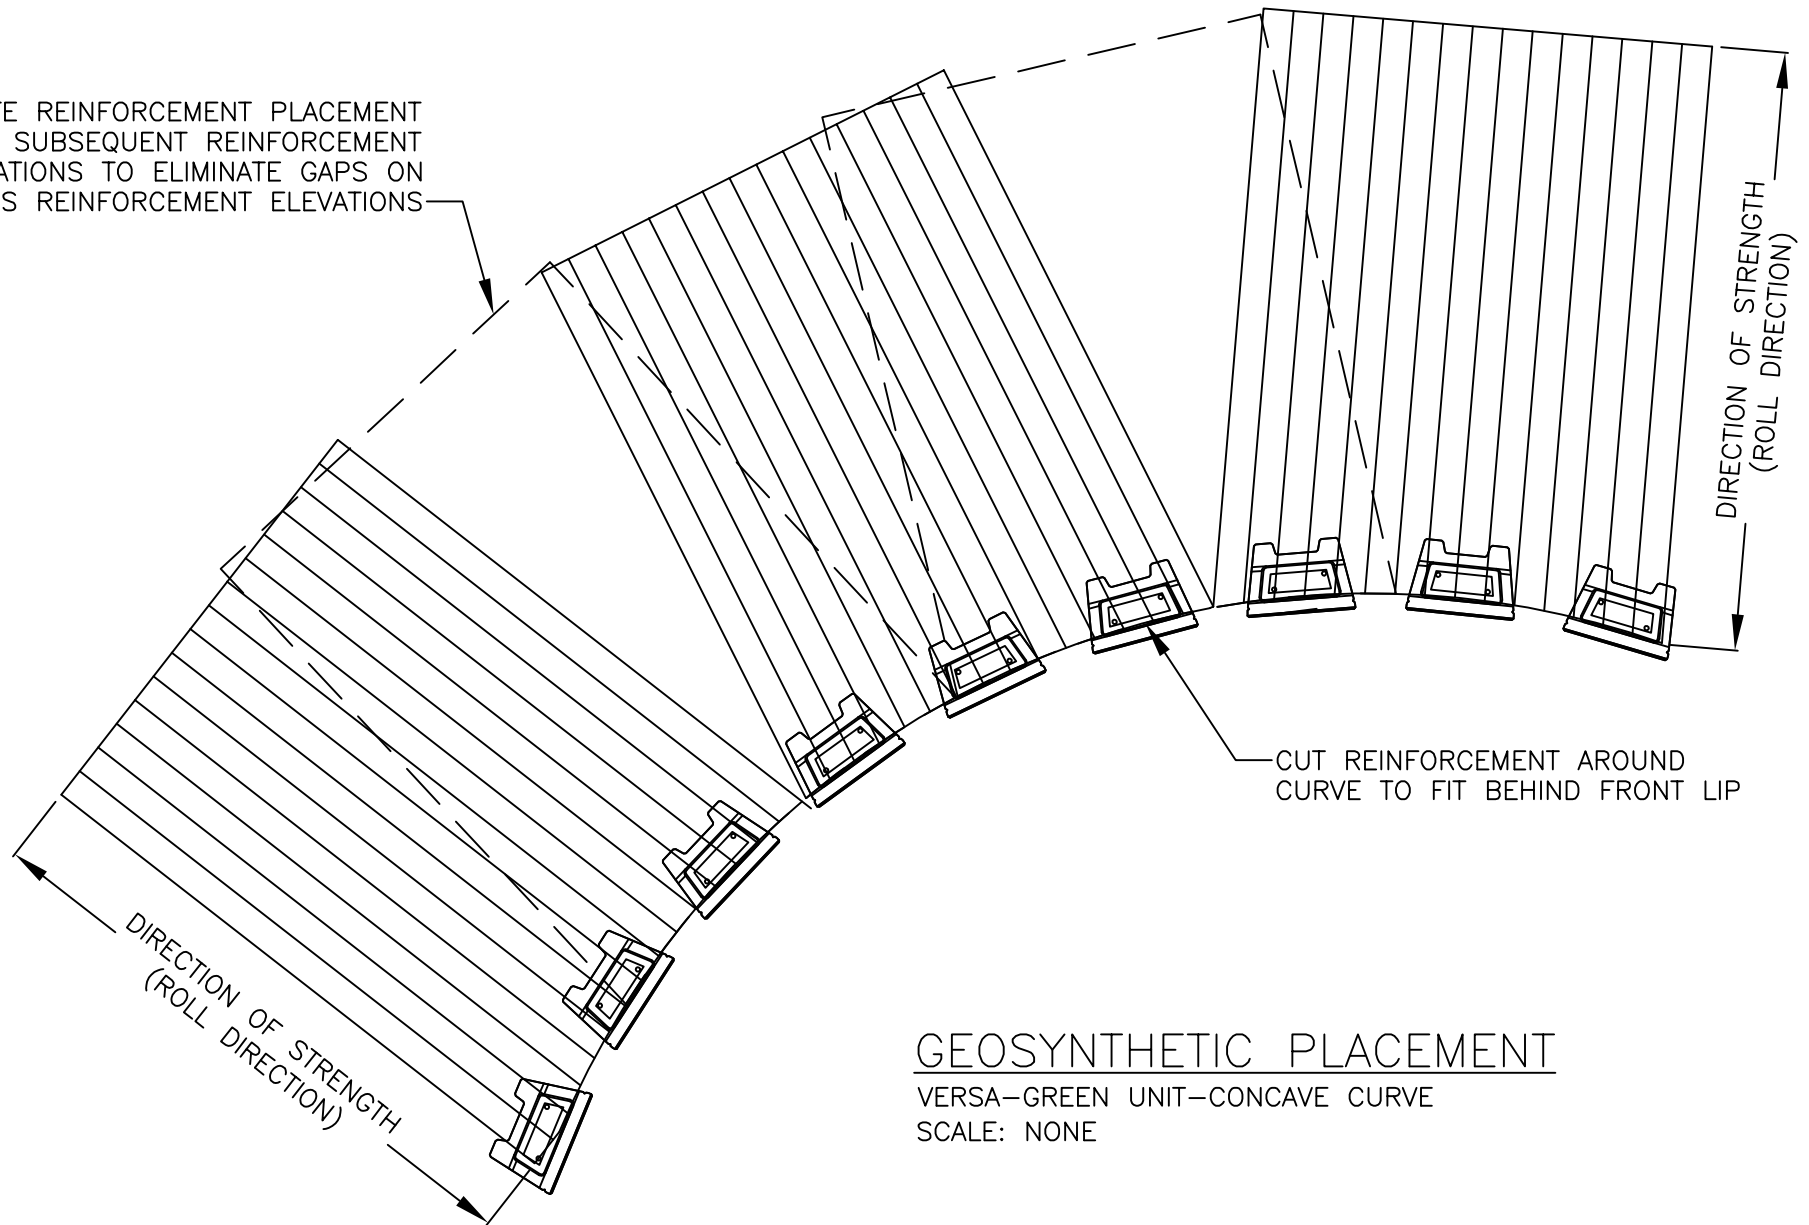 REINFORCEMENT PLACEMENT
SUBSEQUENT REINFORCEMENT
TO ELIMINATE GAPS ON
REINFORCEMENT ELEVATIONS
DIRECTION OF STRENGTH
(ROLL DIRECTION)
CUT REINFORCEMENT AROUND
CURVE TO FIT BEHIND FRONT LIP
DIRECTION OF STRENGTH
(ROLL DIRECTION)
GEOSYNTHETIC PLACEMENT
VERSA-GREEN UNIT-CONCAVE CURVE
SCALE: NONE